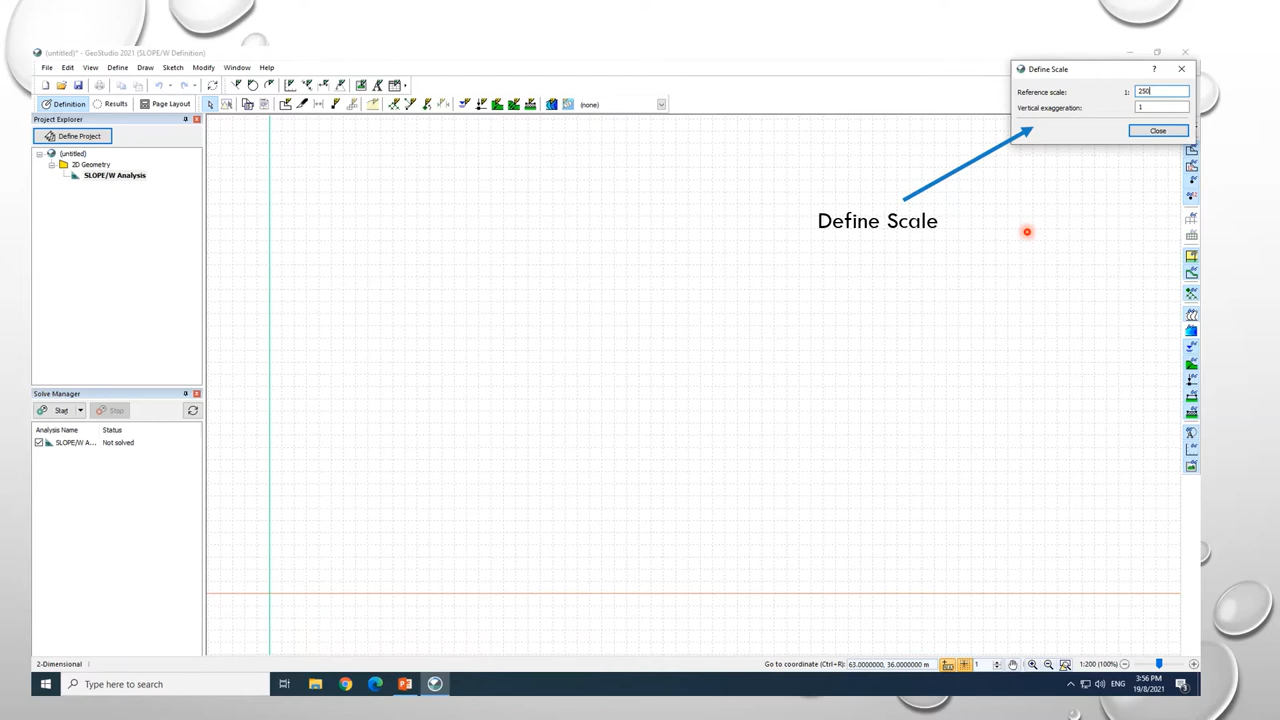 (untitled)* - GeoStudio 2021 (SLOPE/W Definition)
File Edit View Define Draw Sketch Modify Window Help
Define Scale ?
Reference scale: 1: 250
Vertical exaggeration: 1
Close
Definition Results Page Layout
(none)
Project Explorer
Define Project
(untitled)
2D Geometry
SLOPE/W Analysis
Define Scale
Solve Manager
Start Stop
Analysis Name Status
SLOPE/W A... Not solved
2-Dimensional
Go to coordinate (Ctrl+R): 63.0000000, 36.0000000 m 1 1:200 (100%)
Type here to search
ENG
3:56 PM
19/8/2021
3